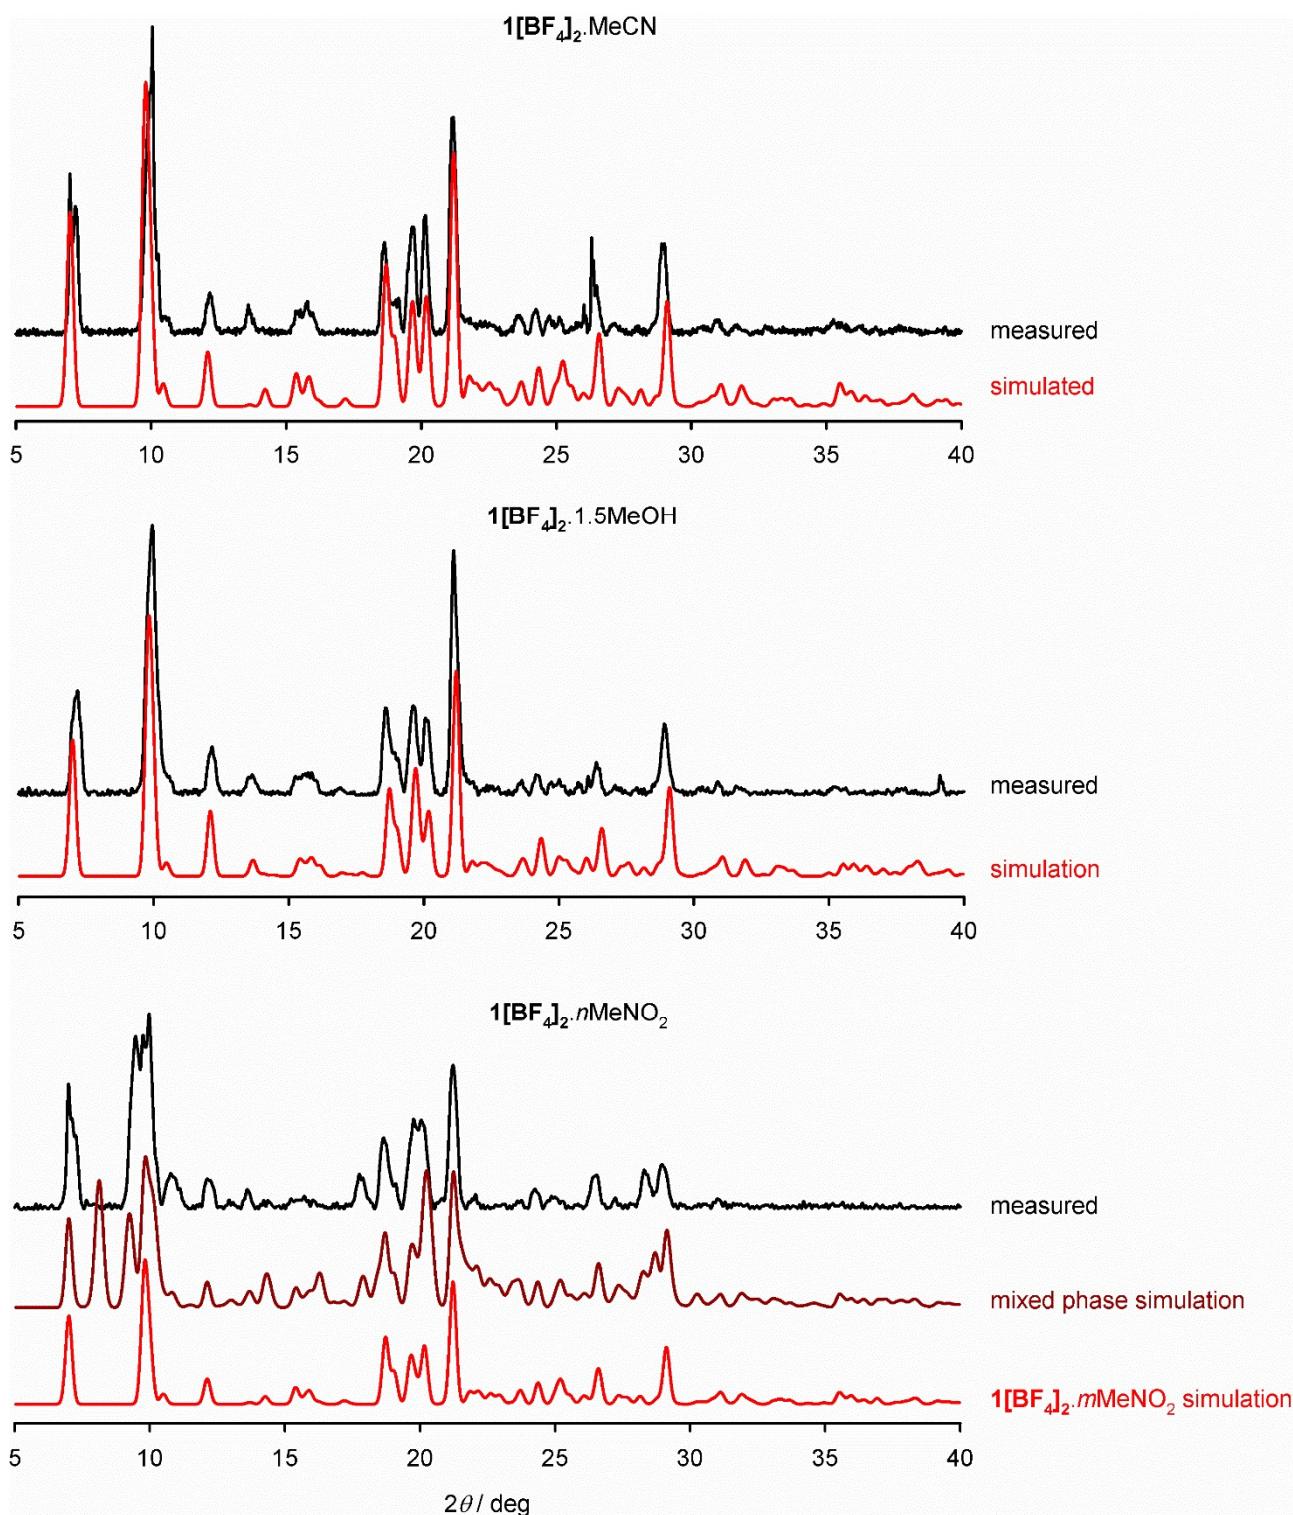 1[BF₄]₂.MeCN
measured
simulated
5 10 15 20 25 30 35 40
1[BF₄]₂.1.5MeOH
measured
simulation
5 10 15 20 25 30 35 40
1[BF₄]₂.nMeNO₂
measured
mixed phase simulation
1[BF₄]₂.mMeNO₂ simulation
5 10 15 20 25 30 35 40
2θ / deg